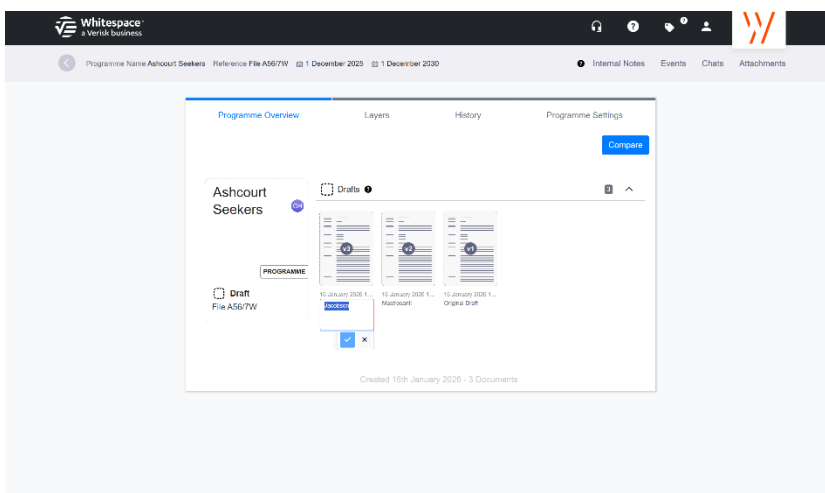 Whitespace
a Verisk business
?
?
Programme Name Ashcourt Seekers Reference File A56/7W 1 December 2025 1 December 2030
Internal Notes Events Chats Attachments
Programme Overview Layers History Programme Settings
Compare
Ashcourt
Seekers
PROGRAMME
Draft
File A56/7W
Drafts
3
v3 v2 v1
16 January 2026 1... 16 January 2026 1... 16 January 2026 1...
Jacobsen Original Draft
Created 16th January 2026 - 3 Documents